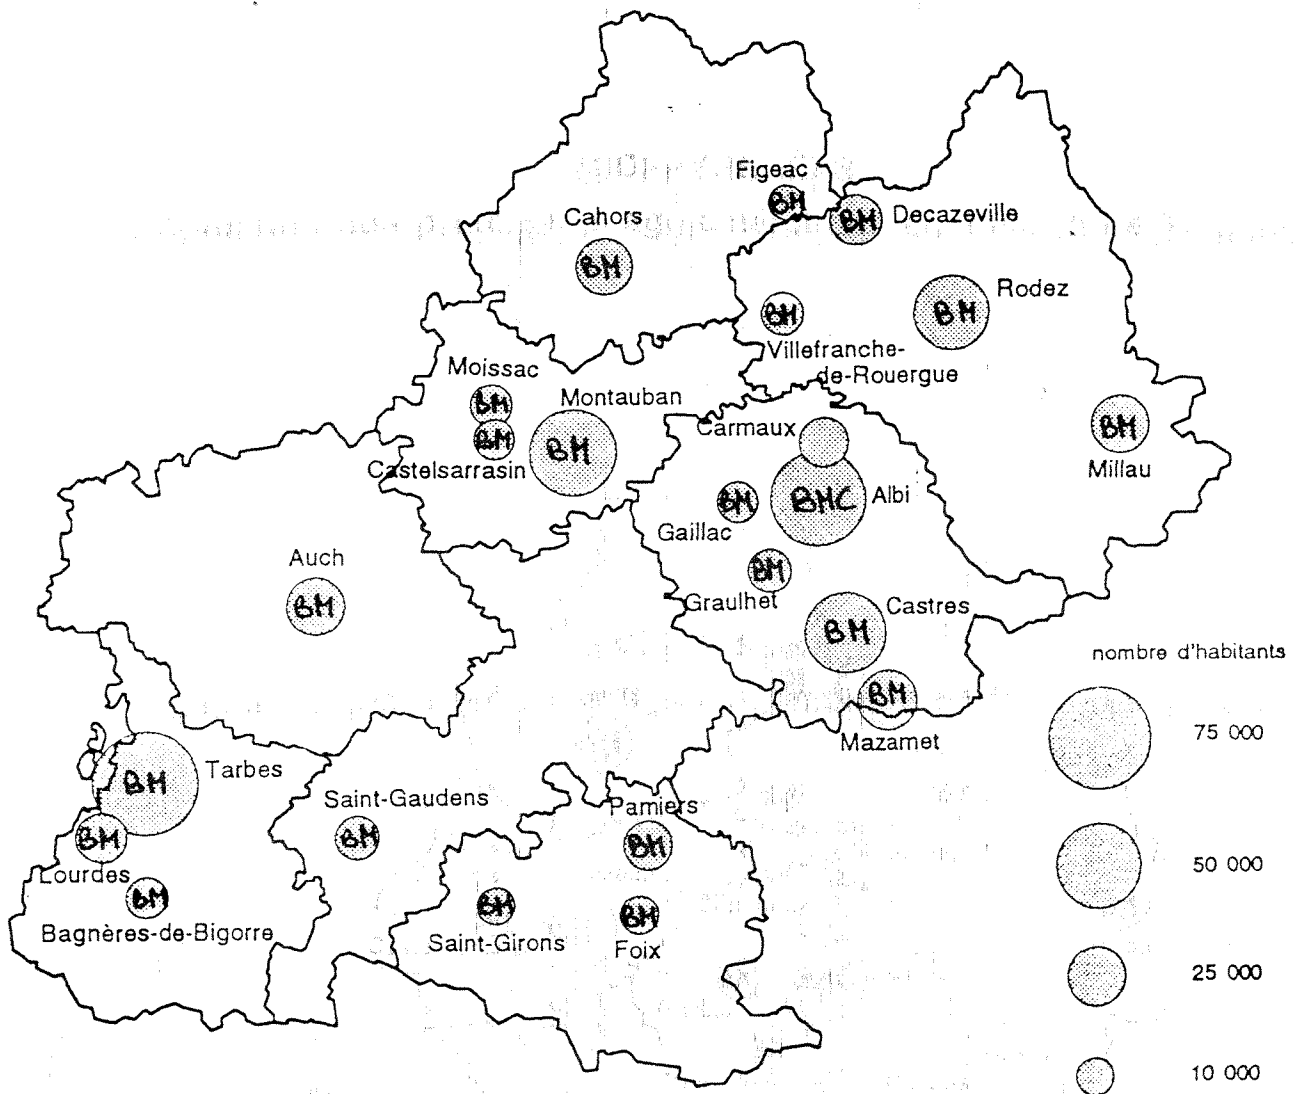 Figeac
BM
Decazeville
BM
Cahors
BM
Rodez
BM
BM
Villefranche-
de-Rouergue
Moissac
BM
Montauban
BM
BM
Castelsarrasin
Carmaux
Millau
BM
Albi
BMC
Gaillac
BM
Auch
BM
Graulhet
BM
Castres
BM
BM
Mazamet
nombre d'habitants
75 000
50 000
25 000
10 000
Tarbes
BM
Lourdes
BM
BM
Bagnères-de-Bigorre
Saint-Gaudens
BM
Pamiers
BM
BM
Saint-Girons
BM
Foix